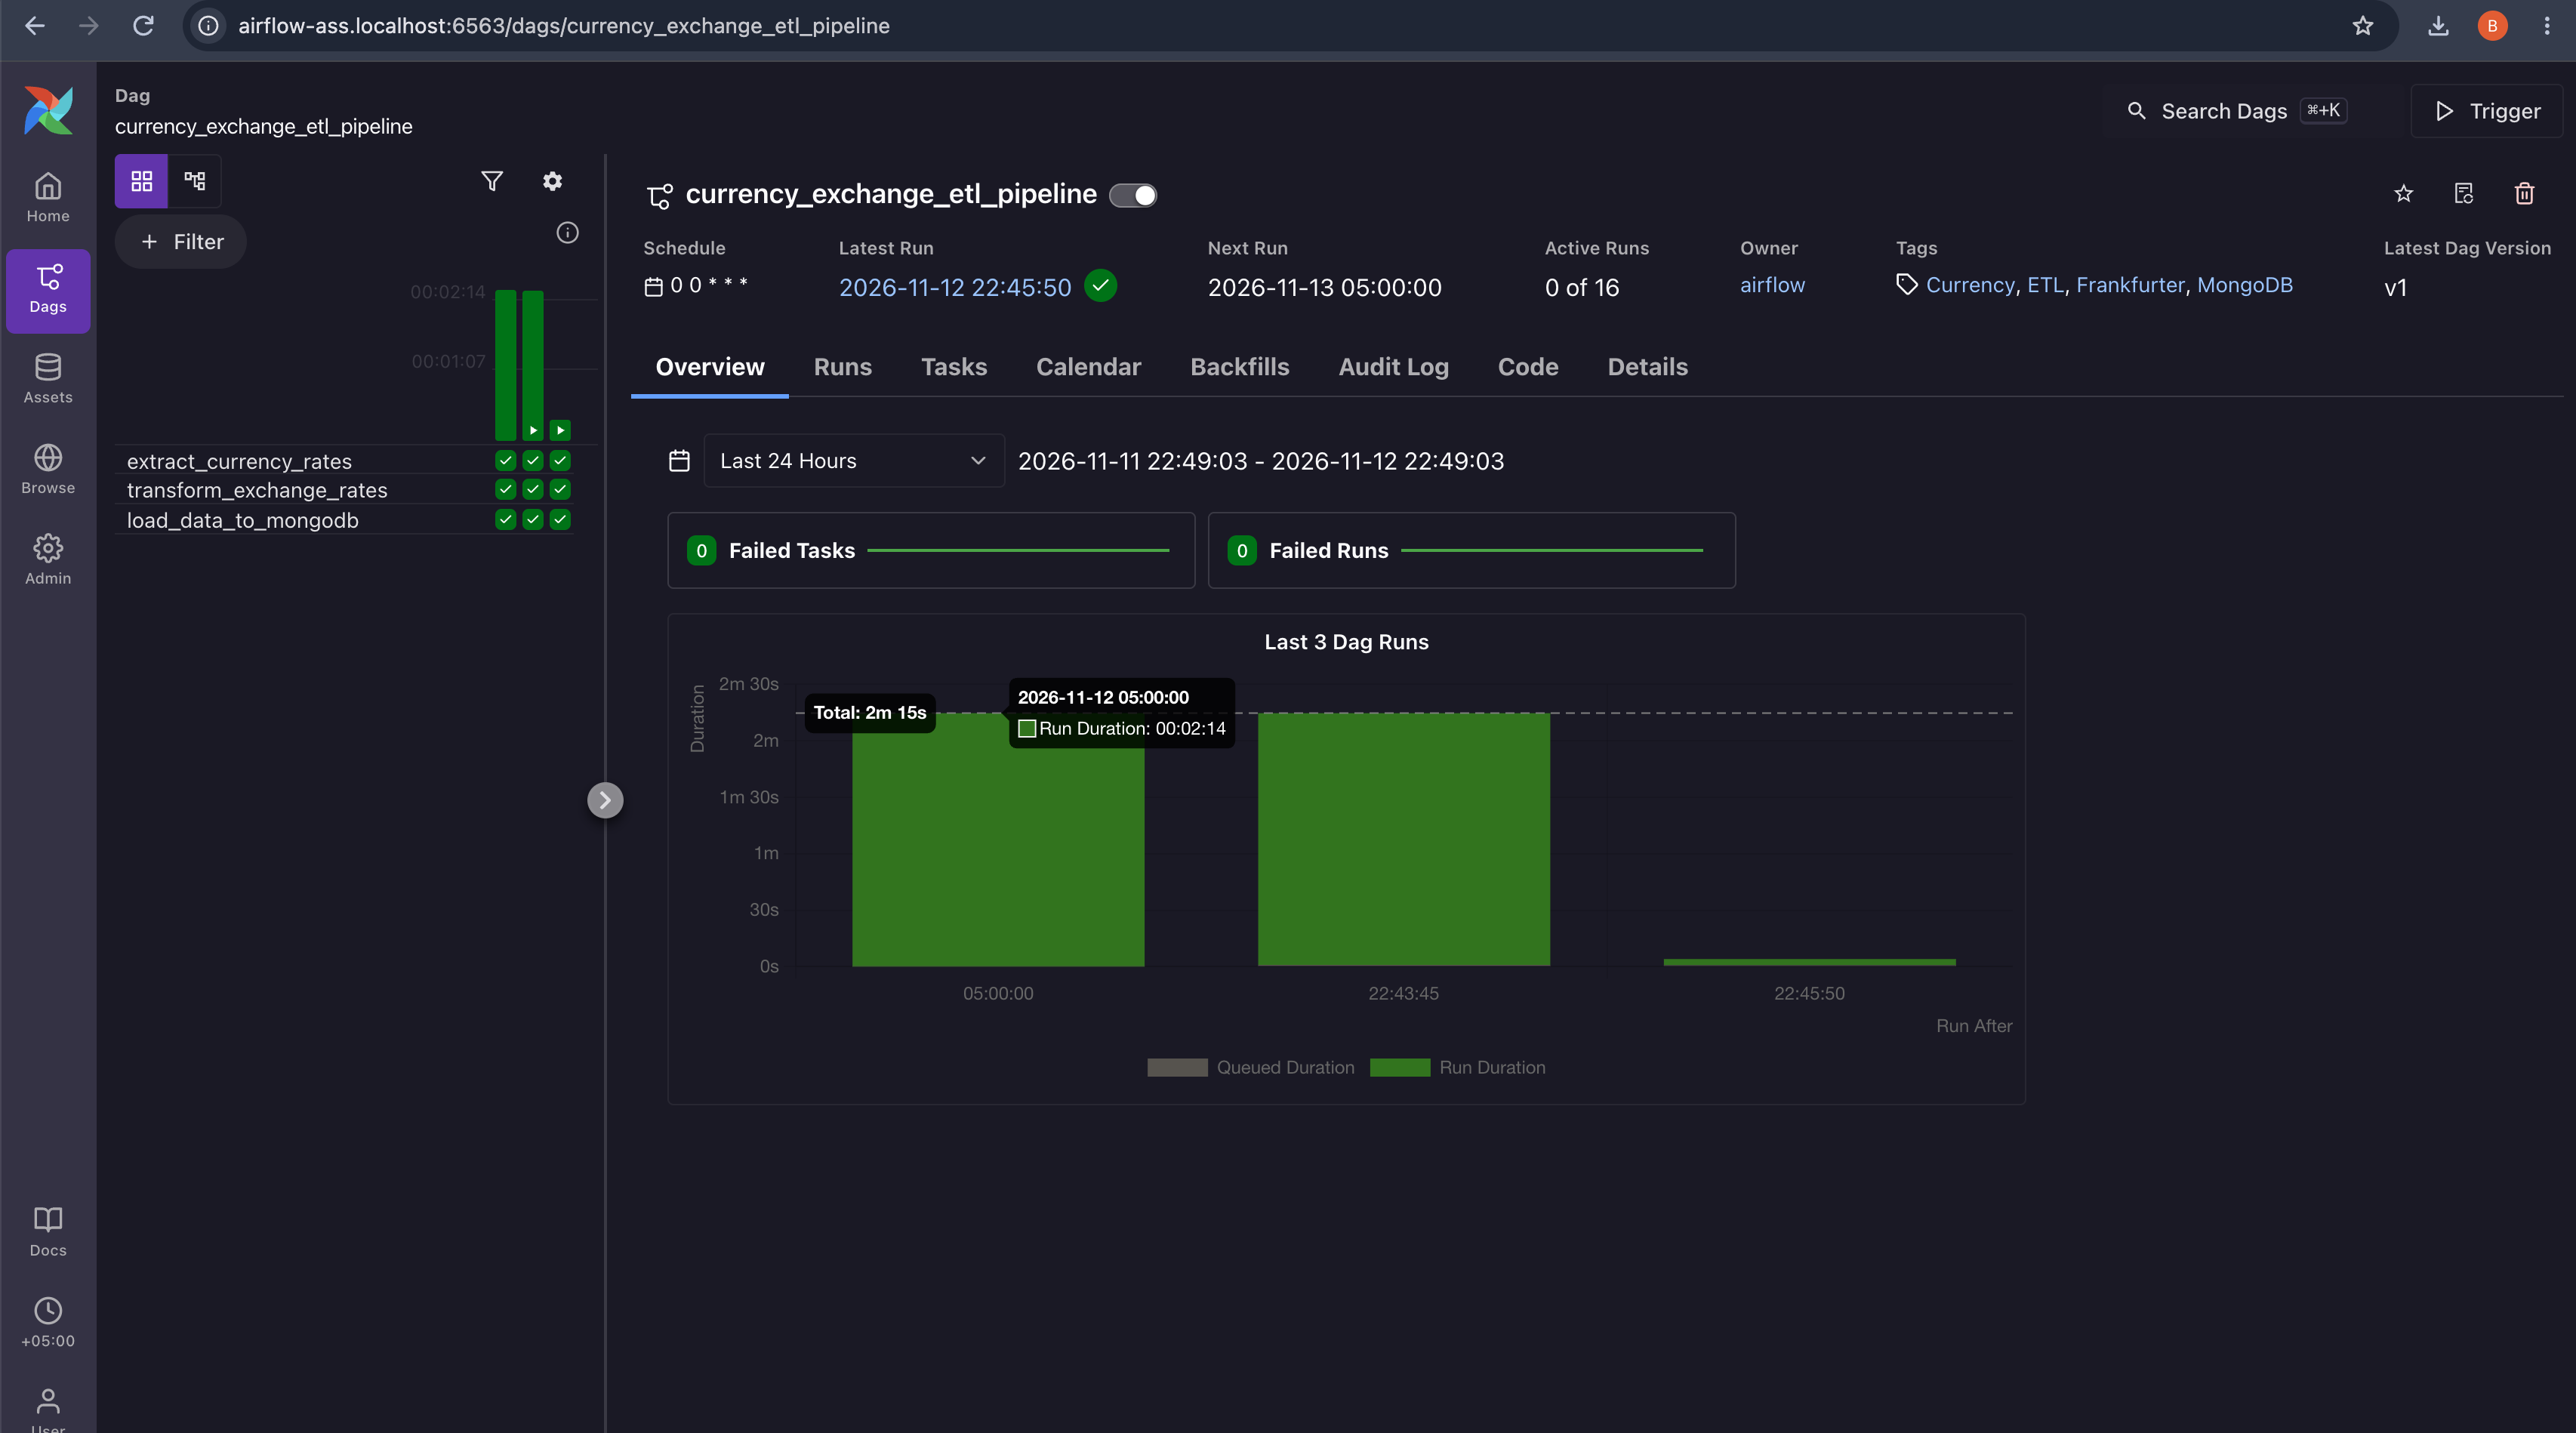 airflow-ass.localhost:6563/dags/currency_exchange_etl_pipeline
B
Dag
currency_exchange_etl_pipeline
Search Dags ⌘+K
Trigger
Home
Dags
Assets
Browse
Admin
Docs
+05:00
User
+ Filter
00:02:14
00:01:07
extract_currency_rates
transform_exchange_rates
load_data_to_mongodb
currency_exchange_etl_pipeline
Schedule Latest Run Next Run Active Runs Owner Tags Latest Dag Version
0 0 * * * 2026-11-12 22:45:50 2026-11-13 05:00:00 0 of 16 airflow Currency, ETL, Frankfurter, MongoDB v1
Overview Runs Tasks Calendar Backfills Audit Log Code Details
Last 24 Hours 2026-11-11 22:49:03 - 2026-11-12 22:49:03
0 Failed Tasks 0 Failed Runs
Last 3 Dag Runs
Duration
2m 30s
2m
1m 30s
1m
30s
0s
Total: 2m 15s
2026-11-12 05:00:00
Run Duration: 00:02:14
05:00:00 22:43:45 22:45:50
Run After
Queued Duration Run Duration